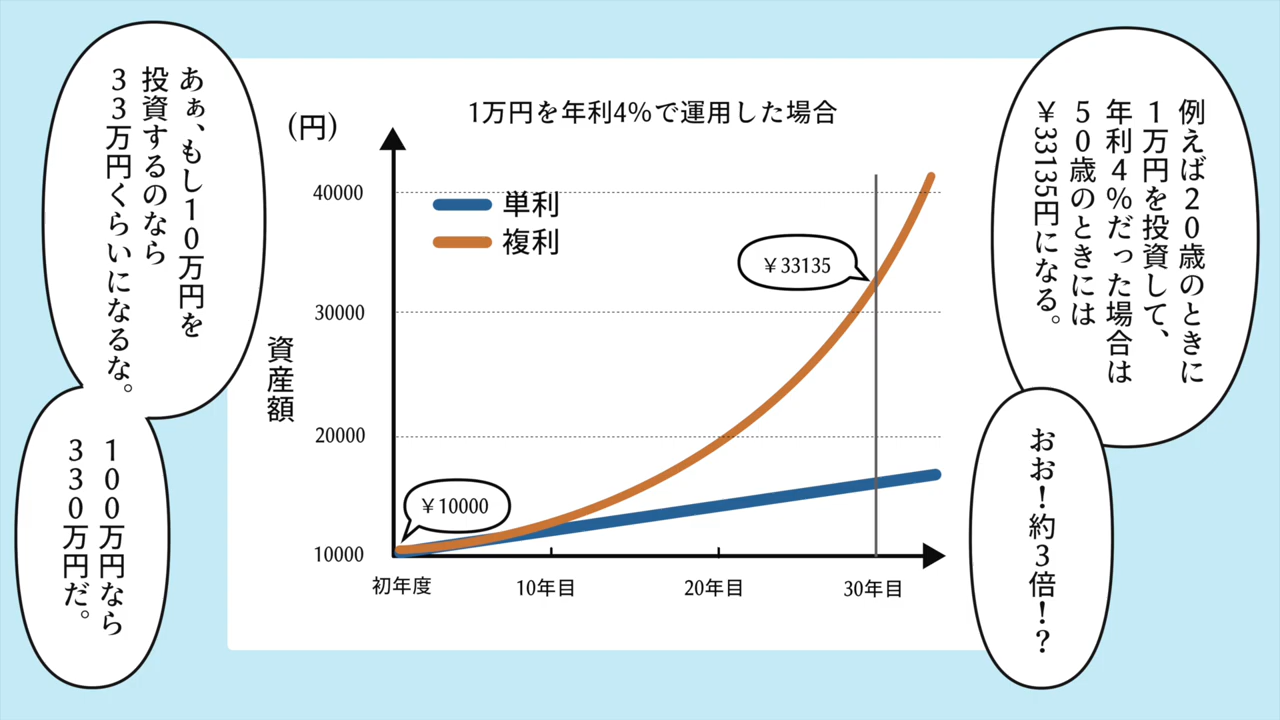 例えば20歳のときに
1万円を投資して、
年利4%だった場合は
50歳のときには
￥33135円になる。
おお!約3倍!?
1万円を年利4%で運用した場合
(円)
40000
30000
20000
10000
資産額
単利
複利
￥33135
￥10000
初年度
10年目
20年目
30年目
あぁ、もし10万円を
投資するのなら
33万円くらいになるな。
100万円なら
330万円だ。